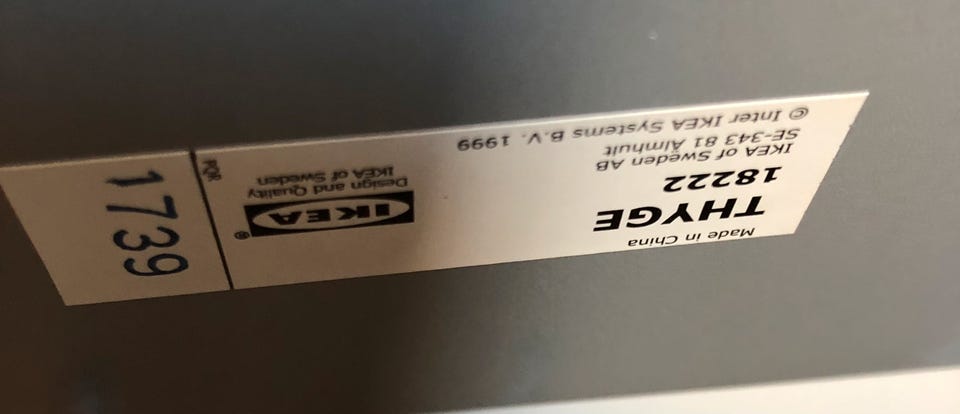 Made in China
THYGE
18222
IKEA of Sweden AB
SE-343 81 Älmhult
© Inter IKEA Systems B.V. 1999
IKEA®
Design and Quality
IKEA of Sweden
POR
1739